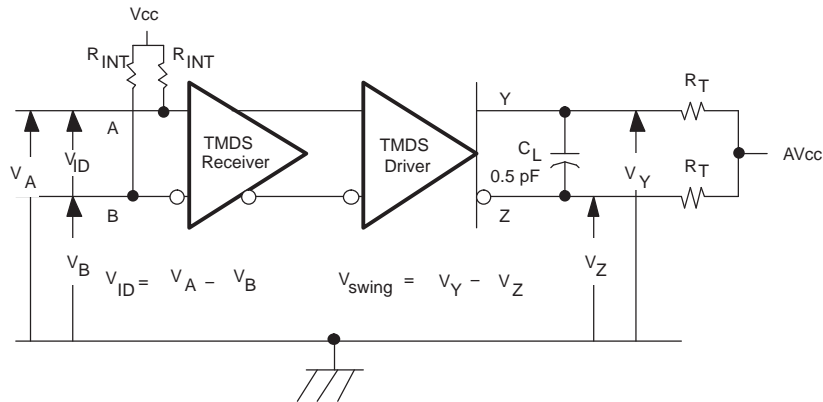 Vcc
RINT RINT
A
B
VA
VID
VB
TMDS
Receiver
TMDS
Driver
Y
Z
CL
0.5 pF
VY
VZ
RT
RT
AVcc
VID = VA – VB
Vswing = VY – VZ